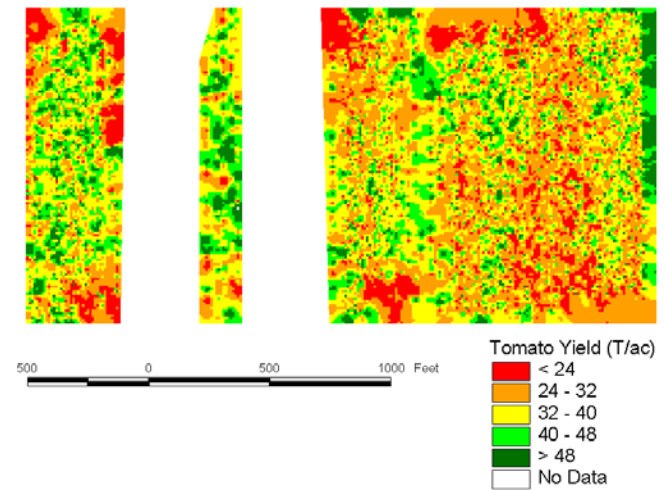 500 0 500 1000 Feet
Tomato Yield (T/ac)
< 24
24 - 32
32 - 40
40 - 48
> 48
No Data